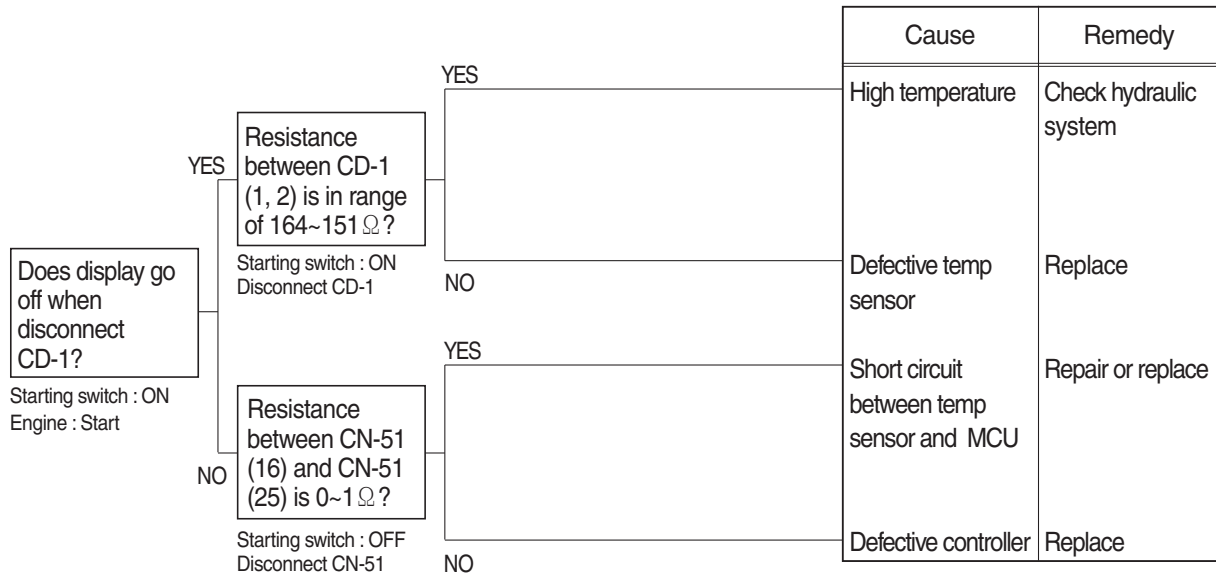 Does display go
off when
disconnect
CD-1?
Starting switch : ON
Engine : Start
YES
Resistance
between CD-1
(1, 2) is in range
of 164~151Ω?
Starting switch : ON
Disconnect CD-1
NO
Resistance
between CN-51
(16) and CN-51
(25) is 0~1Ω?
Starting switch : OFF
Disconnect CN-51
YES
NO
YES
NO
Cause Remedy
High temperature Check hydraulic
system
Defective temp Replace
sensor
Short circuit Repair or replace
between temp
sensor and MCU
Defective controller Replace